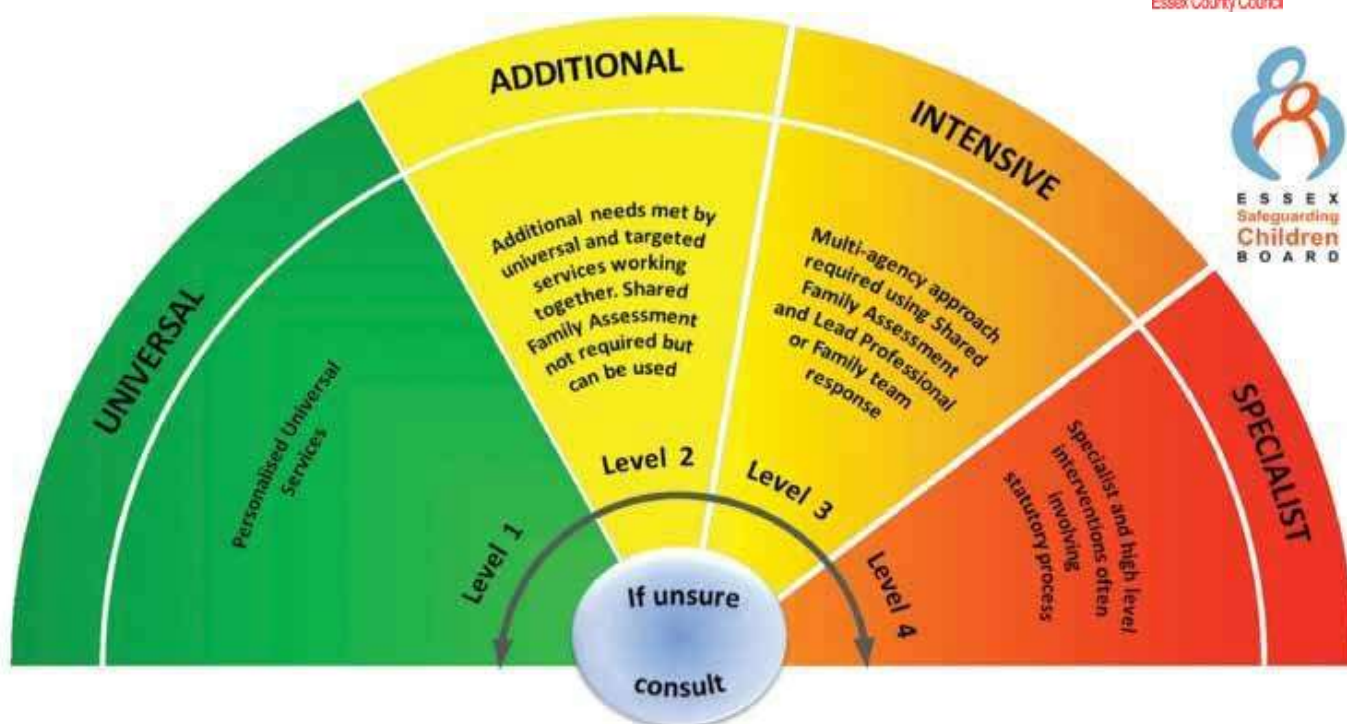 Essex County Council
ADDITIONAL
INTENSIVE
UNIVERSAL
SPECIALIST
ESSEX
Safeguarding
Children
BOARD
Personalised Universal
Services
Level 1
Additional needs met by
universal and targeted
services working
together. Shared
Family Assessment
not required but
can be used
Level 2
Multi-agency approach
required using Shared
Family Assessment
and Lead Professional
or Family team
response
Level 3
Specialist and high level
interventions often
involving
statutory process
Level 4
If unsure
consult